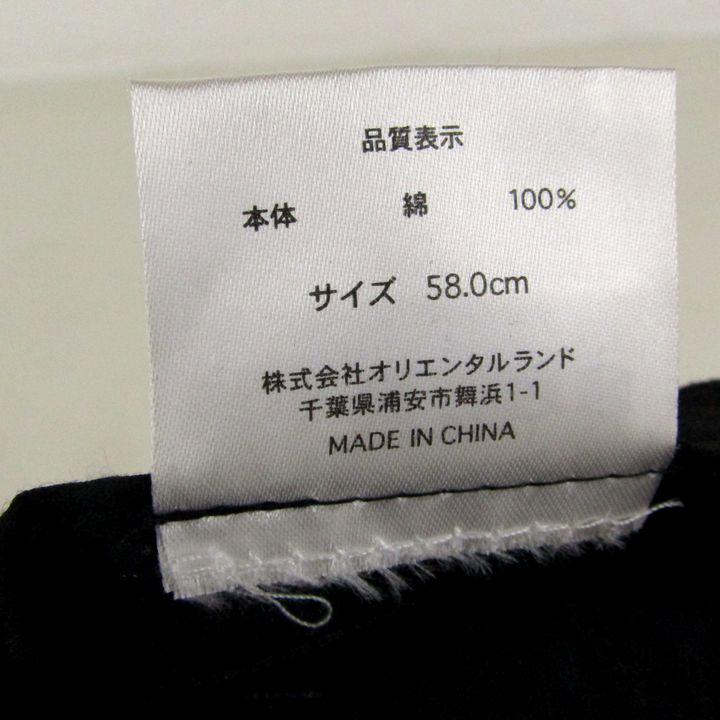 品質表示
本体 綿 100%
サイズ 58.0cm
株式会社オリエンタルランド
千葉県浦安市舞浜1-1
MADE IN CHINA